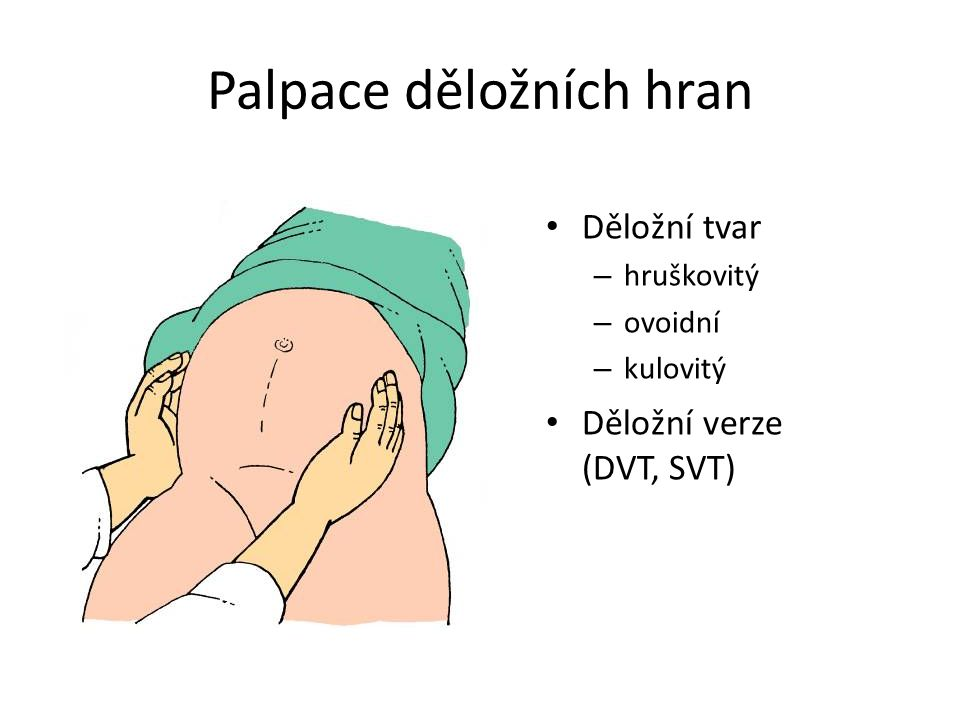 Palpace děložních hran
• Děložní tvar
– hruškovitý
– ovoidní
– kulovitý
• Děložní verze
(DVT, SVT)